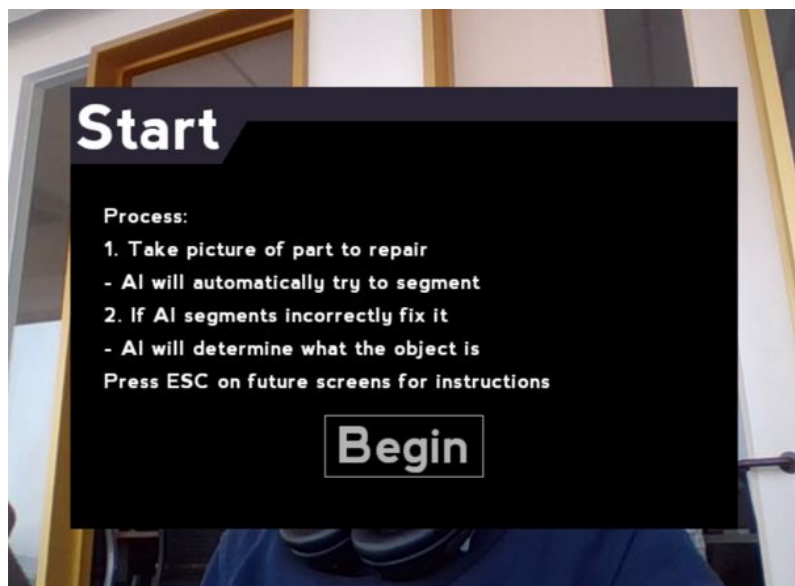 Start
Process:
1. Take picture of part to repair
- AI will automatically try to segment
2. If AI segments incorrectly fix it
- AI will determine what the object is
Press ESC on future screens for instructions
Begin